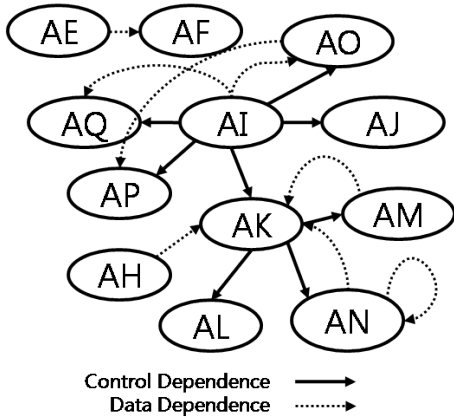 AE
AF
AO
AQ
AI
AJ
AP
AK
AM
AH
AL
AN
Control Dependence
Data Dependence